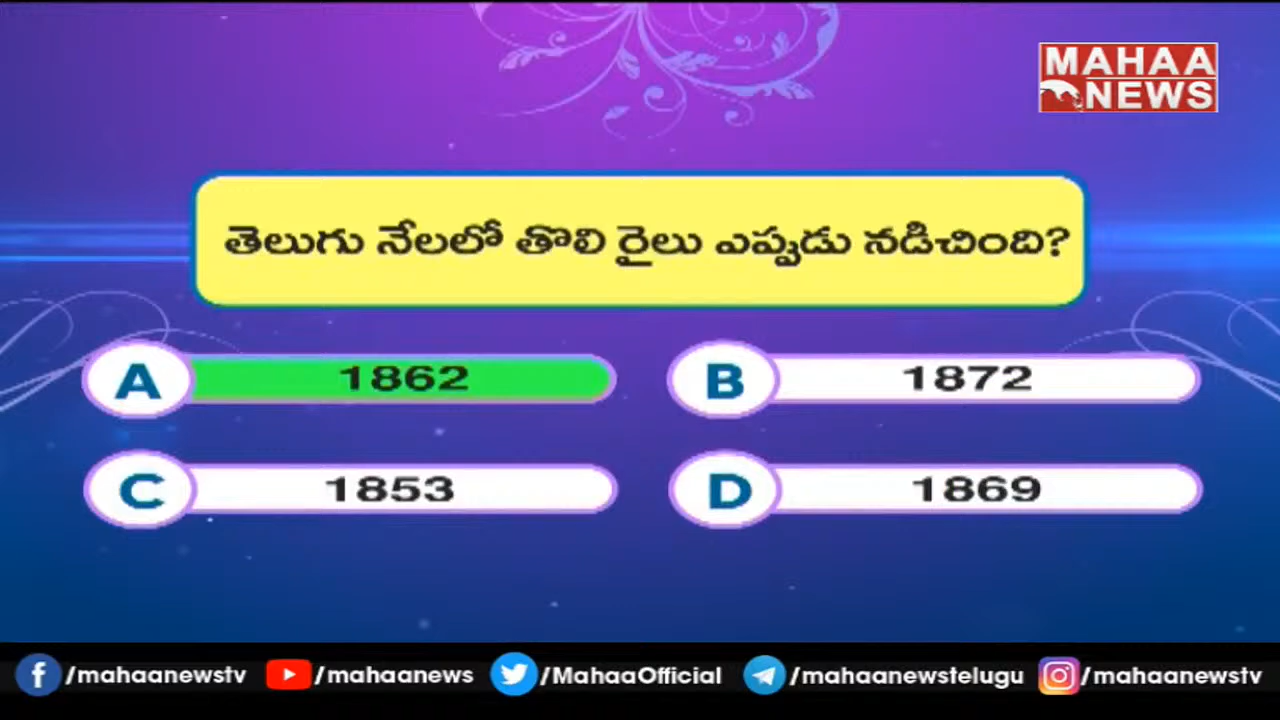 MAHAA
NEWS
తెలుగు నేలలో తొలి రైలు ఎప్పుడు నడిచింది?
A 1862
B 1872
C 1853
D 1869
/mahaanewstv /mahaanews /MahaaOfficial /mahaanewstelugu /mahaanewstv